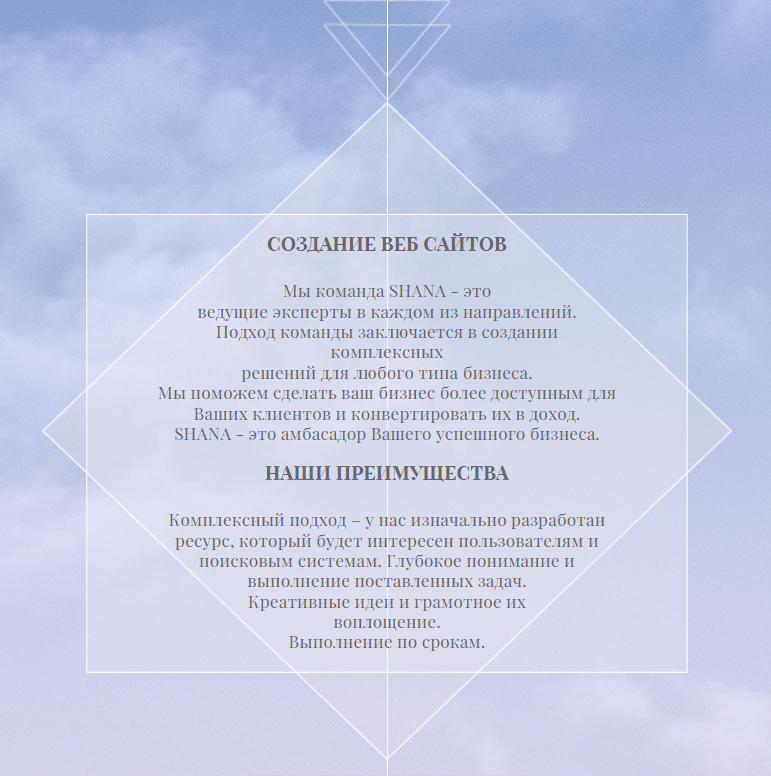 СОЗДАНИЕ ВЕБ САЙТОВ
Мы команда SHANA - это
ведущие эксперты в каждом из направлений.
Подход команды заключается в создании
комплексных
решений для любого типа бизнеса.
Мы поможем сделать ваш бизнес более доступным для
Ваших клиентов и конвертировать их в доход.
SHANA - это амбасадор Вашего успешного бизнеса.
НАШИ ПРЕИМУЩЕСТВА
Комплексный подход – у нас изначально разработан
ресурс, который будет интересен пользователям и
поисковым системам. Глубокое понимание и
выполнение поставленных задач.
Креативные идеи и грамотное их
воплощение.
Выполнение по срокам.